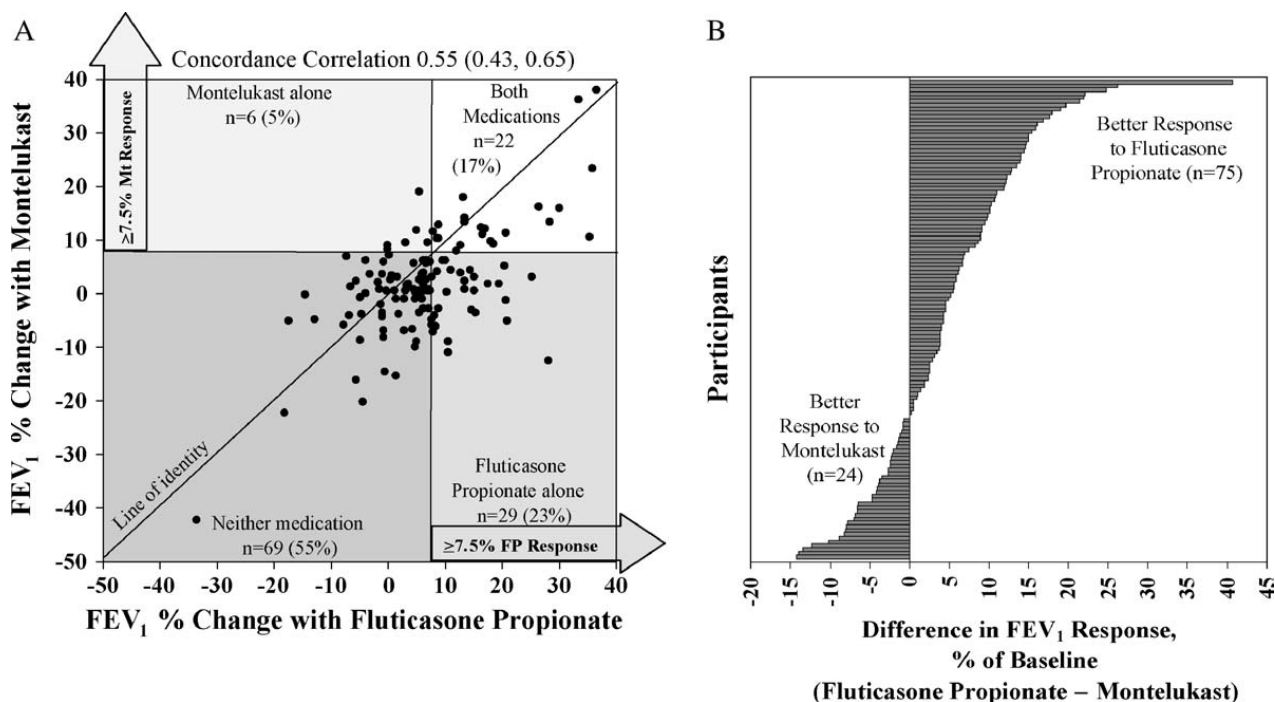 A
Concordance Correlation 0.55 (0.43, 0.65)
40
30
20
10
0
-10
-20
-30
-40
-50
FEV1 % Change with Montelukast
≥7.5% Mt Response
Montelukast alone
n=6 (5%)
Both
Medications
n=22
(17%)
Line of identity
Neither medication
n=69 (55%)
Fluticasone
Propionate alone
n=29 (23%)
≥7.5% FP Response
-50
-40
-30
-20
-10
0
10
20
30
40
FEV1 % Change with Fluticasone Propionate
B
Participants
Better Response
to Fluticasone
Propionate (n=75)
Better
Response to
Montelukast
(n=24)
-20
-15
-10
-5
0
5
10
15
20
25
30
35
40
45
Difference in FEV1 Response,
% of Baseline
(Fluticasone Propionate – Montelukast)